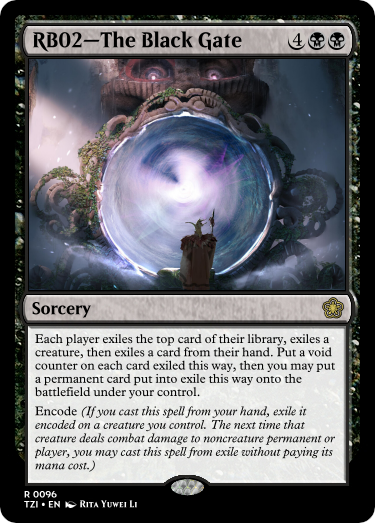 RB02—The Black Gate 4
Sorcery
Each player exiles the top card of their library, exiles a
creature, then exiles a card from their hand. Put a void
counter on each card exiled this way, then you may put
a permanent card put into exile this way onto the
battlefield under your control.
Encode (If you cast this spell from your hand, exile it
encoded on a creature you control. The next time that
creature deals combat damage to noncreature permanent or
player, you may cast this spell from exile without paying its
mana cost.)
R 0096
TZI • EN Rita Yuwei Li